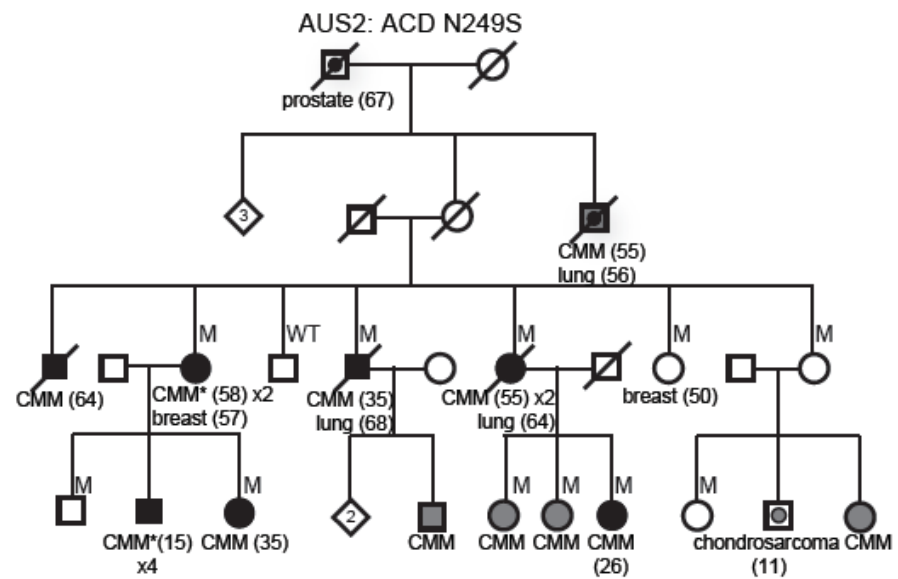 AUS2: ACD N249S
prostate (67)
3
CMM (55)
lung (56)
M WT M M M M
CMM (64) CMM* (58) x2 CMM (35) CMM (55) x2 breast (50)
breast (57) lung (68) lung (64)
M M M M M M
2
CMM*(15) CMM (35) CMM CMM CMM CMM chondrosarcoma CMM
x4 (26) (11)